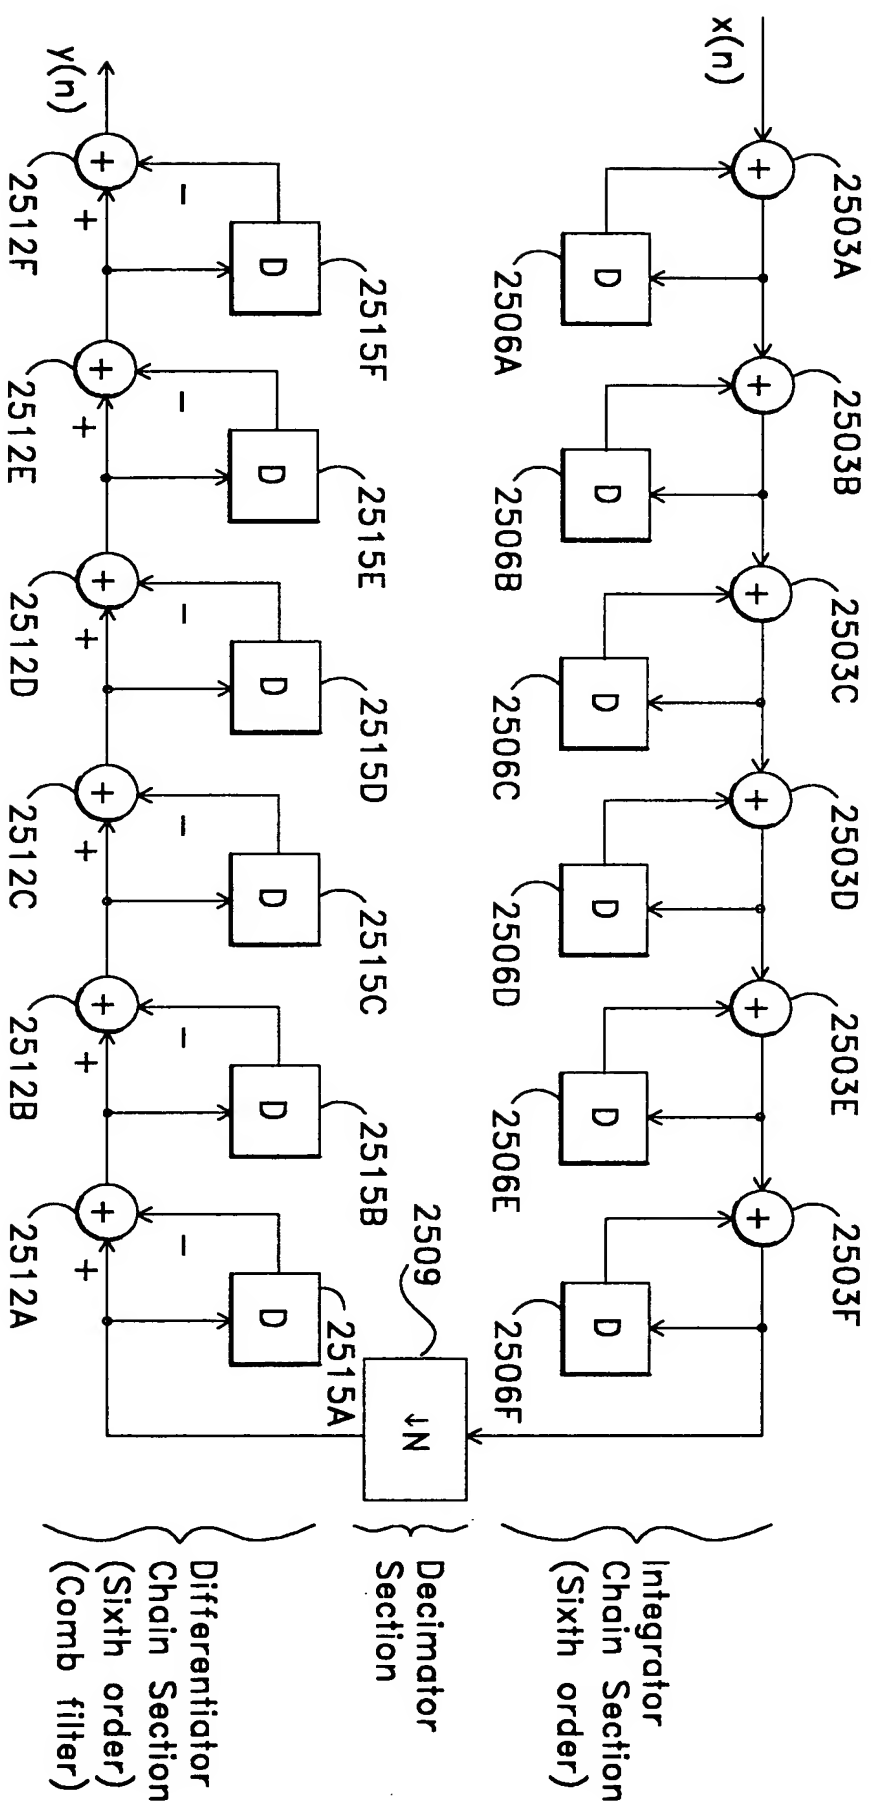 x(n)
2503A
2503B
2503C
2503D
2503E
2503F
+
+
+
+
+
+
D
D
D
D
D
D
2506A
2506B
2506C
2506D
2506E
2506F
Integrator
Chain Section
(Sixth order)
2509
↓N
Decimator
Section
2515F
2515E
2515D
2515C
2515B
2515A
D
D
D
D
D
D
−
−
−
−
−
−
y(n)
+
+
+
+
+
+
+
+
+
+
+
+
2512F
2512E
2512D
2512C
2512B
2512A
Differentiator
Chain Section
(Sixth order)
(Comb filter)